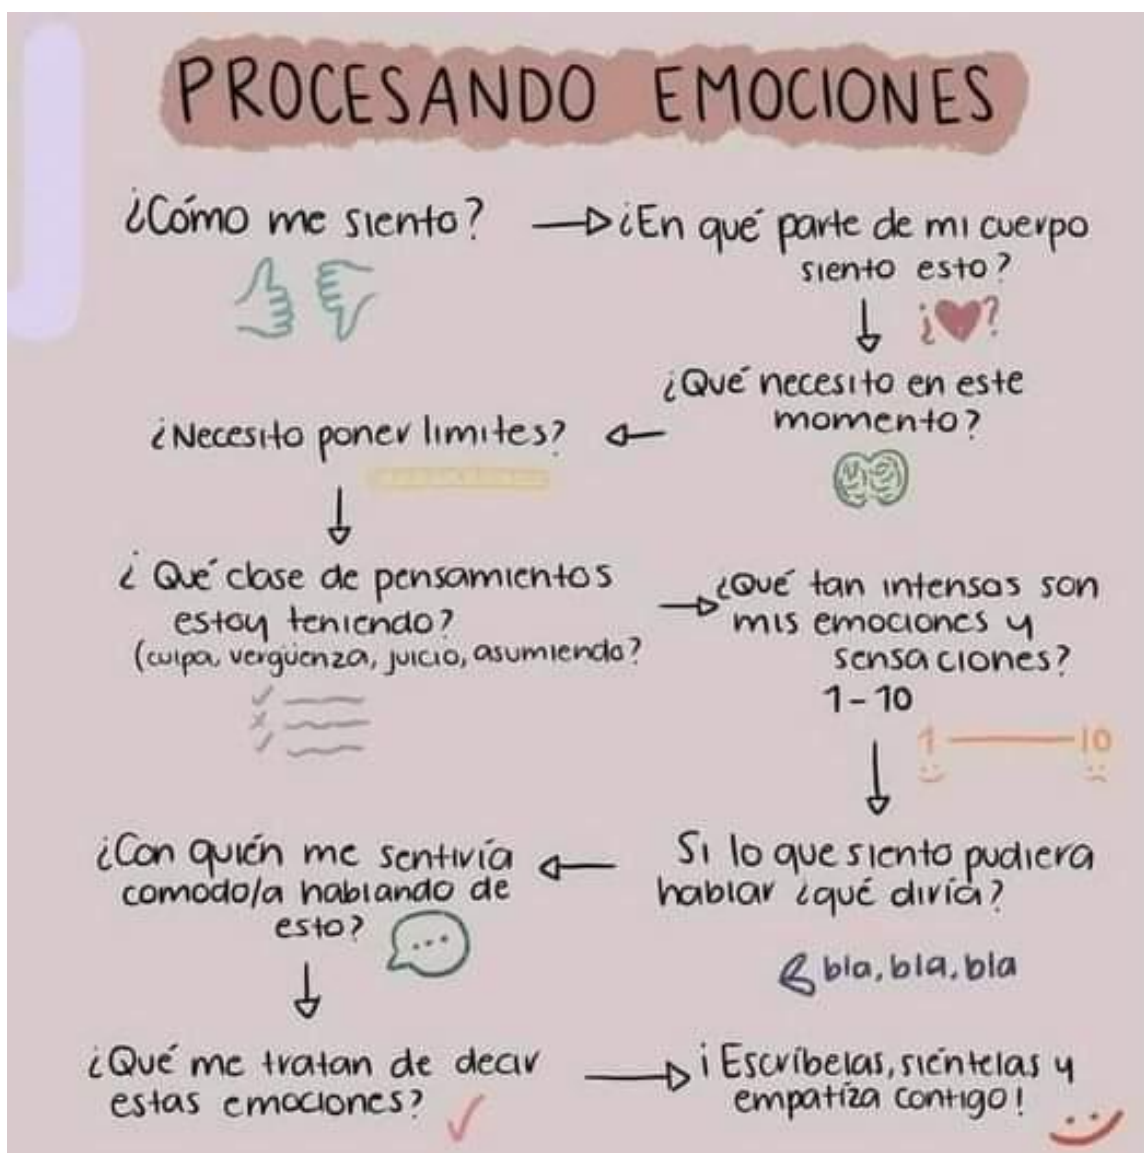 PROCESANDO EMOCIONES
¿Cómo me siento?
¿En qué parte de mi cuerpo
siento esto?
¿ ?
¿Qué necesito en este
momento?
¿Necesito poner limites?
¿Qué clase de pensamientos
estoy teniendo?
(culpa, vergüenza, juicio, asumiendo?
¿Qué tan intensas son
mis emociones y
sensaciones?
1-10
1 10
Si lo que siento pudiera
hablar ¿qué diría?
bla, bla, bla
¿Con quién me sentiría
comodo/a hablando de
esto?
...
¿Qué me tratan de decir
estas emociones?
¡Escríbelas, siéntelas y
empatíza contigo!